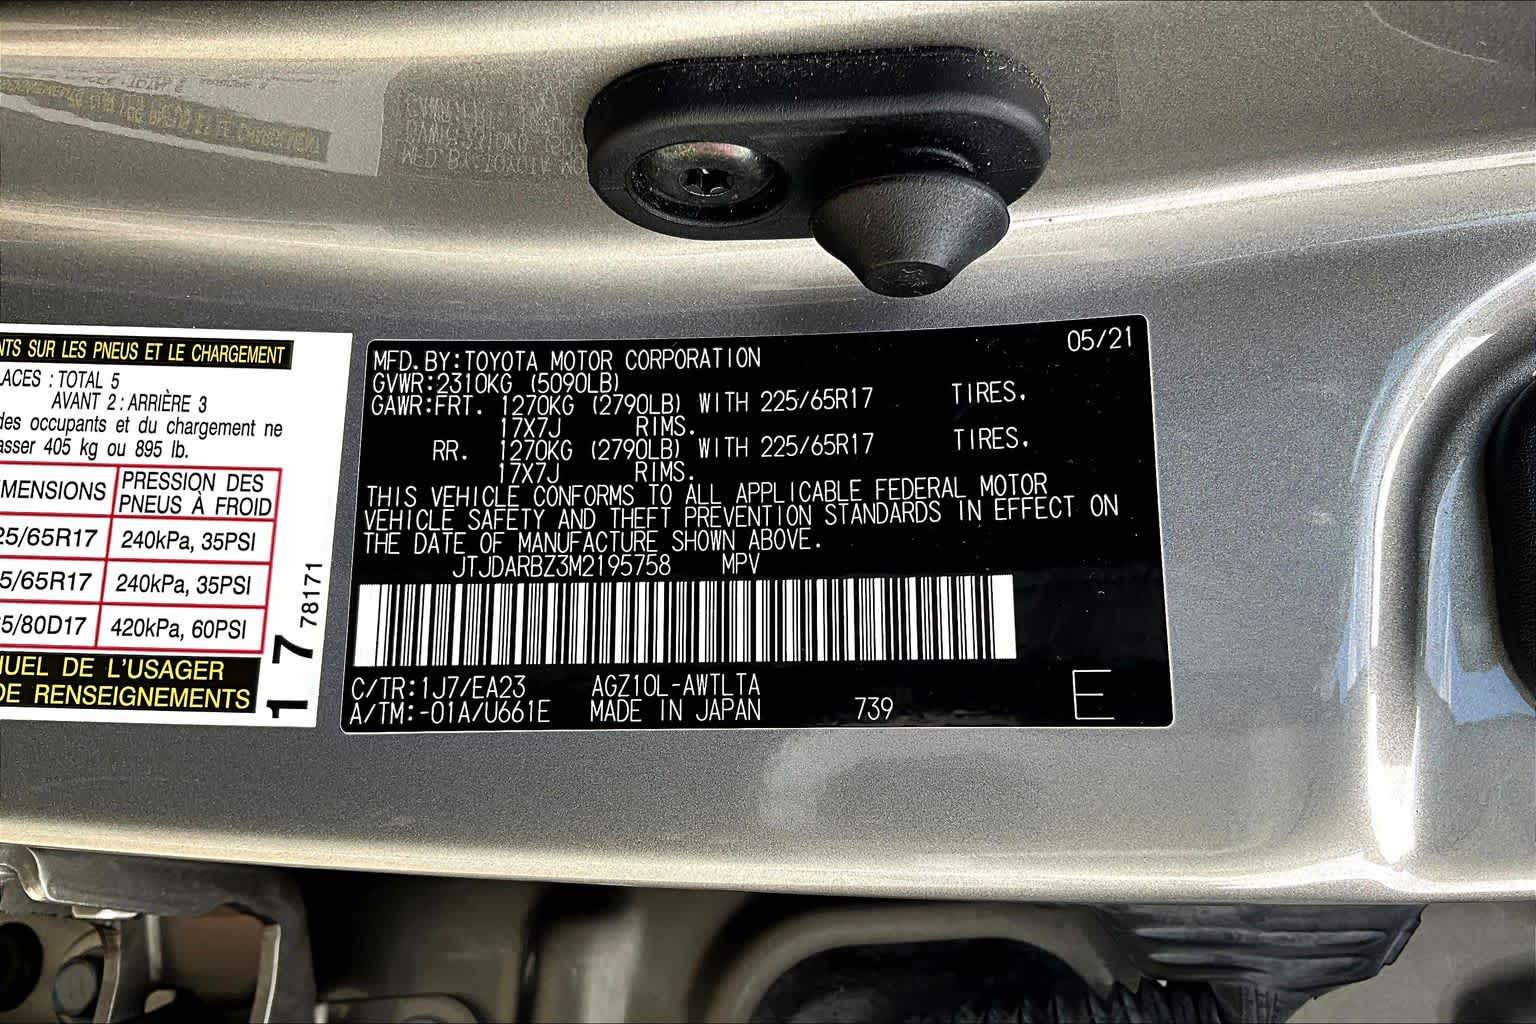 NTS SUR LES PNEUS ET LE CHARGEMENT
LACES : TOTAL 5
AVANT 2 : ARRIÈRE 3
des occupants et du chargement ne
asser 405 kg ou 895 lb.
MENSIONS PRESSION DES PNEUS À FROID
25/65R17 240kPa, 35PSI
5/65R17 240kPa, 35PSI
5/80D17 420kPa, 60PSI
NUEL DE L'USAGER
DE RENSEIGNEMENTS
1 7
78171
05/21
MFD.BY:TOYOTA MOTOR CORPORATION
GVWR:2310KG (5090LB)
GAWR:FRT. 1270KG (2790LB) WITH 225/65R17 TIRES,
17X7J RIMS.
RR. 1270KG (2790LB) WITH 225/65R17 TIRES,
17X7J RIMS.
THIS VEHICLE CONFORMS TO ALL APPLICABLE FEDERAL MOTOR
VEHICLE SAFETY AND THEFT PREVENTION STANDARDS IN EFFECT ON
THE DATE OF MANUFACTURE SHOWN ABOVE.
JTJDARBZ3M2195758 MPV
C/TR:1J7/EA23 AGZ10L-AWTLTA
A/TM:-01A/U661E MADE IN JAPAN 739 E